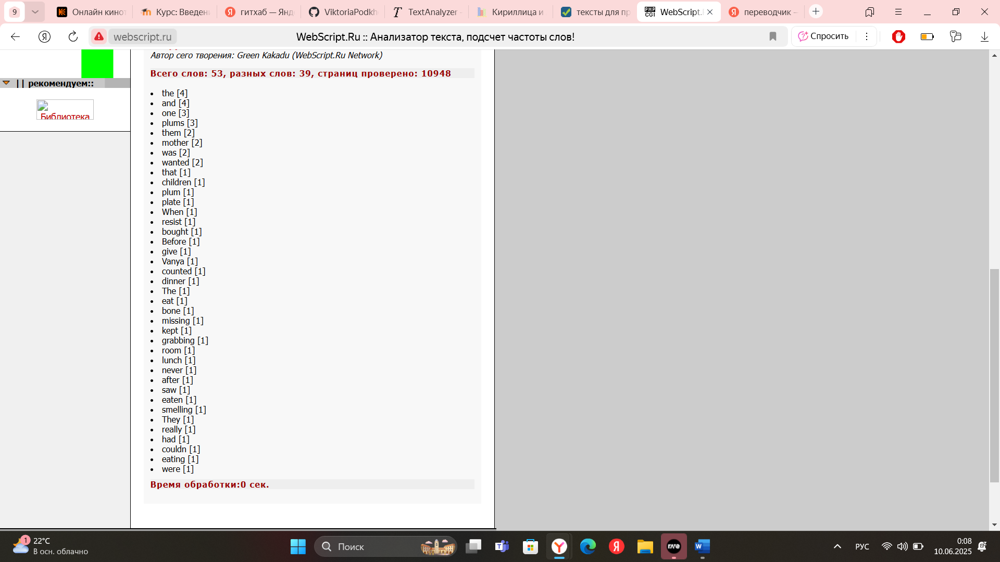 9
Онлайн кинот
Курс: Введени
гитхаб — Янд
ViktoriaPodkh
TextAnalyzer -
Кириллица и
тексты для пр
PHP CGI
WebScript.I
переводчик –
webscript.ru
WebScript.Ru :: Анализатор текста, подсчет частоты слов!
Спросить
Автор сего творения: Green Kakadu (WebScript.Ru Network)
Всего слов: 53, разных слов: 39, страниц проверено: 10948
|| рекомендуем::
Библиотека
• the [4]
• and [4]
• one [3]
• plums [3]
• them [2]
• mother [2]
• was [2]
• wanted [2]
• that [1]
• children [1]
• plum [1]
• plate [1]
• When [1]
• resist [1]
• bought [1]
• Before [1]
• give [1]
• Vanya [1]
• counted [1]
• dinner [1]
• The [1]
• eat [1]
• bone [1]
• missing [1]
• kept [1]
• grabbing [1]
• room [1]
• lunch [1]
• never [1]
• after [1]
• saw [1]
• eaten [1]
• smelling [1]
• They [1]
• really [1]
• had [1]
• couldn [1]
• eating [1]
• were [1]
Время обработки:0 сек.
1
22°C
В осн. облачно
Поиск
rave
РУС
0:08
10.06.2025